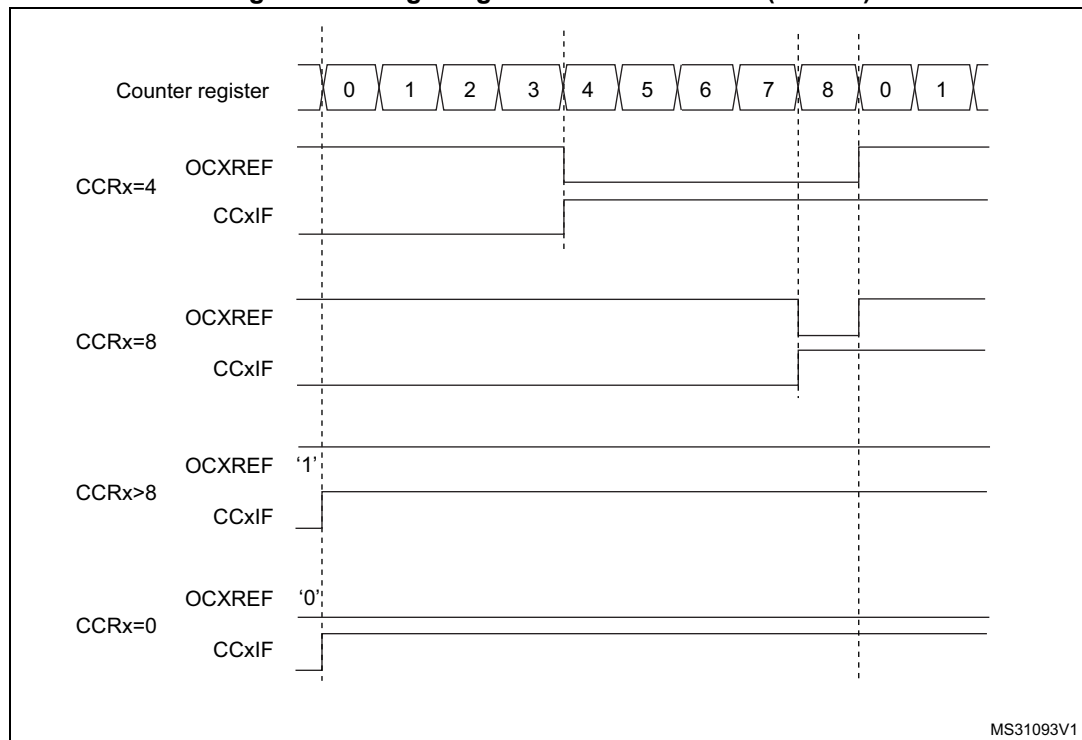 Counter register 0 1 2 3 4 5 6 7 8 0 1
OCXREF
CCRx=4
CCxIF
OCXREF
CCRx=8
CCxIF
OCXREF ‘1’
CCRx>8
CCxIF
OCXREF ‘0’
CCRx=0
CCxIF
MS31093V1